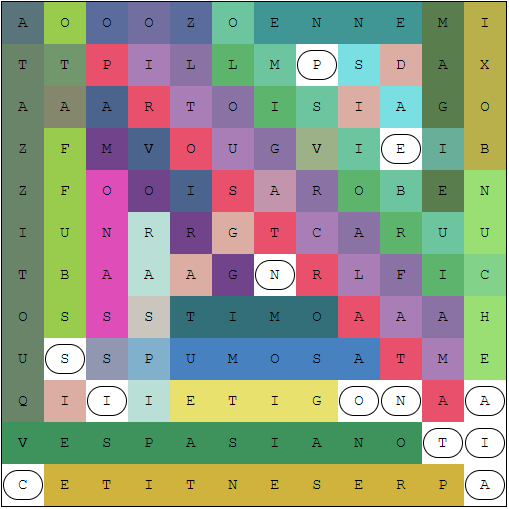 A O O O Z O E N N E M I
T T P I L L M P S D A X
A A A R T O I S I A G O
Z F M V O U G V I E I B
Z F O O I S A R O B E N
I U N R R G T C A R U U
T B A A A G N R L F I C
O S S S T I M O A A A H
U S S P U M O S A T M E
Q I I I E T I G O N A A
V E S P A S I A N O T I
C E T I T N E S E R P A